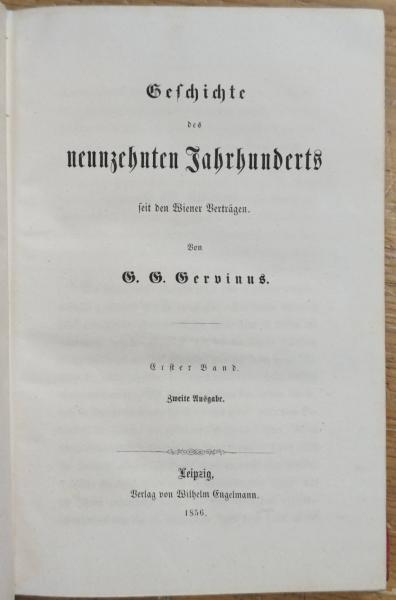 Geſchichte
des
neunzehnten Jahrhunderts
ſeit den Wiener Verträgen.
Von
G. G. Gervinus.
Erſter Band.
Zweite Ausgabe.
Leipzig,
Verlag von Wilhelm Engelmann.
1856.